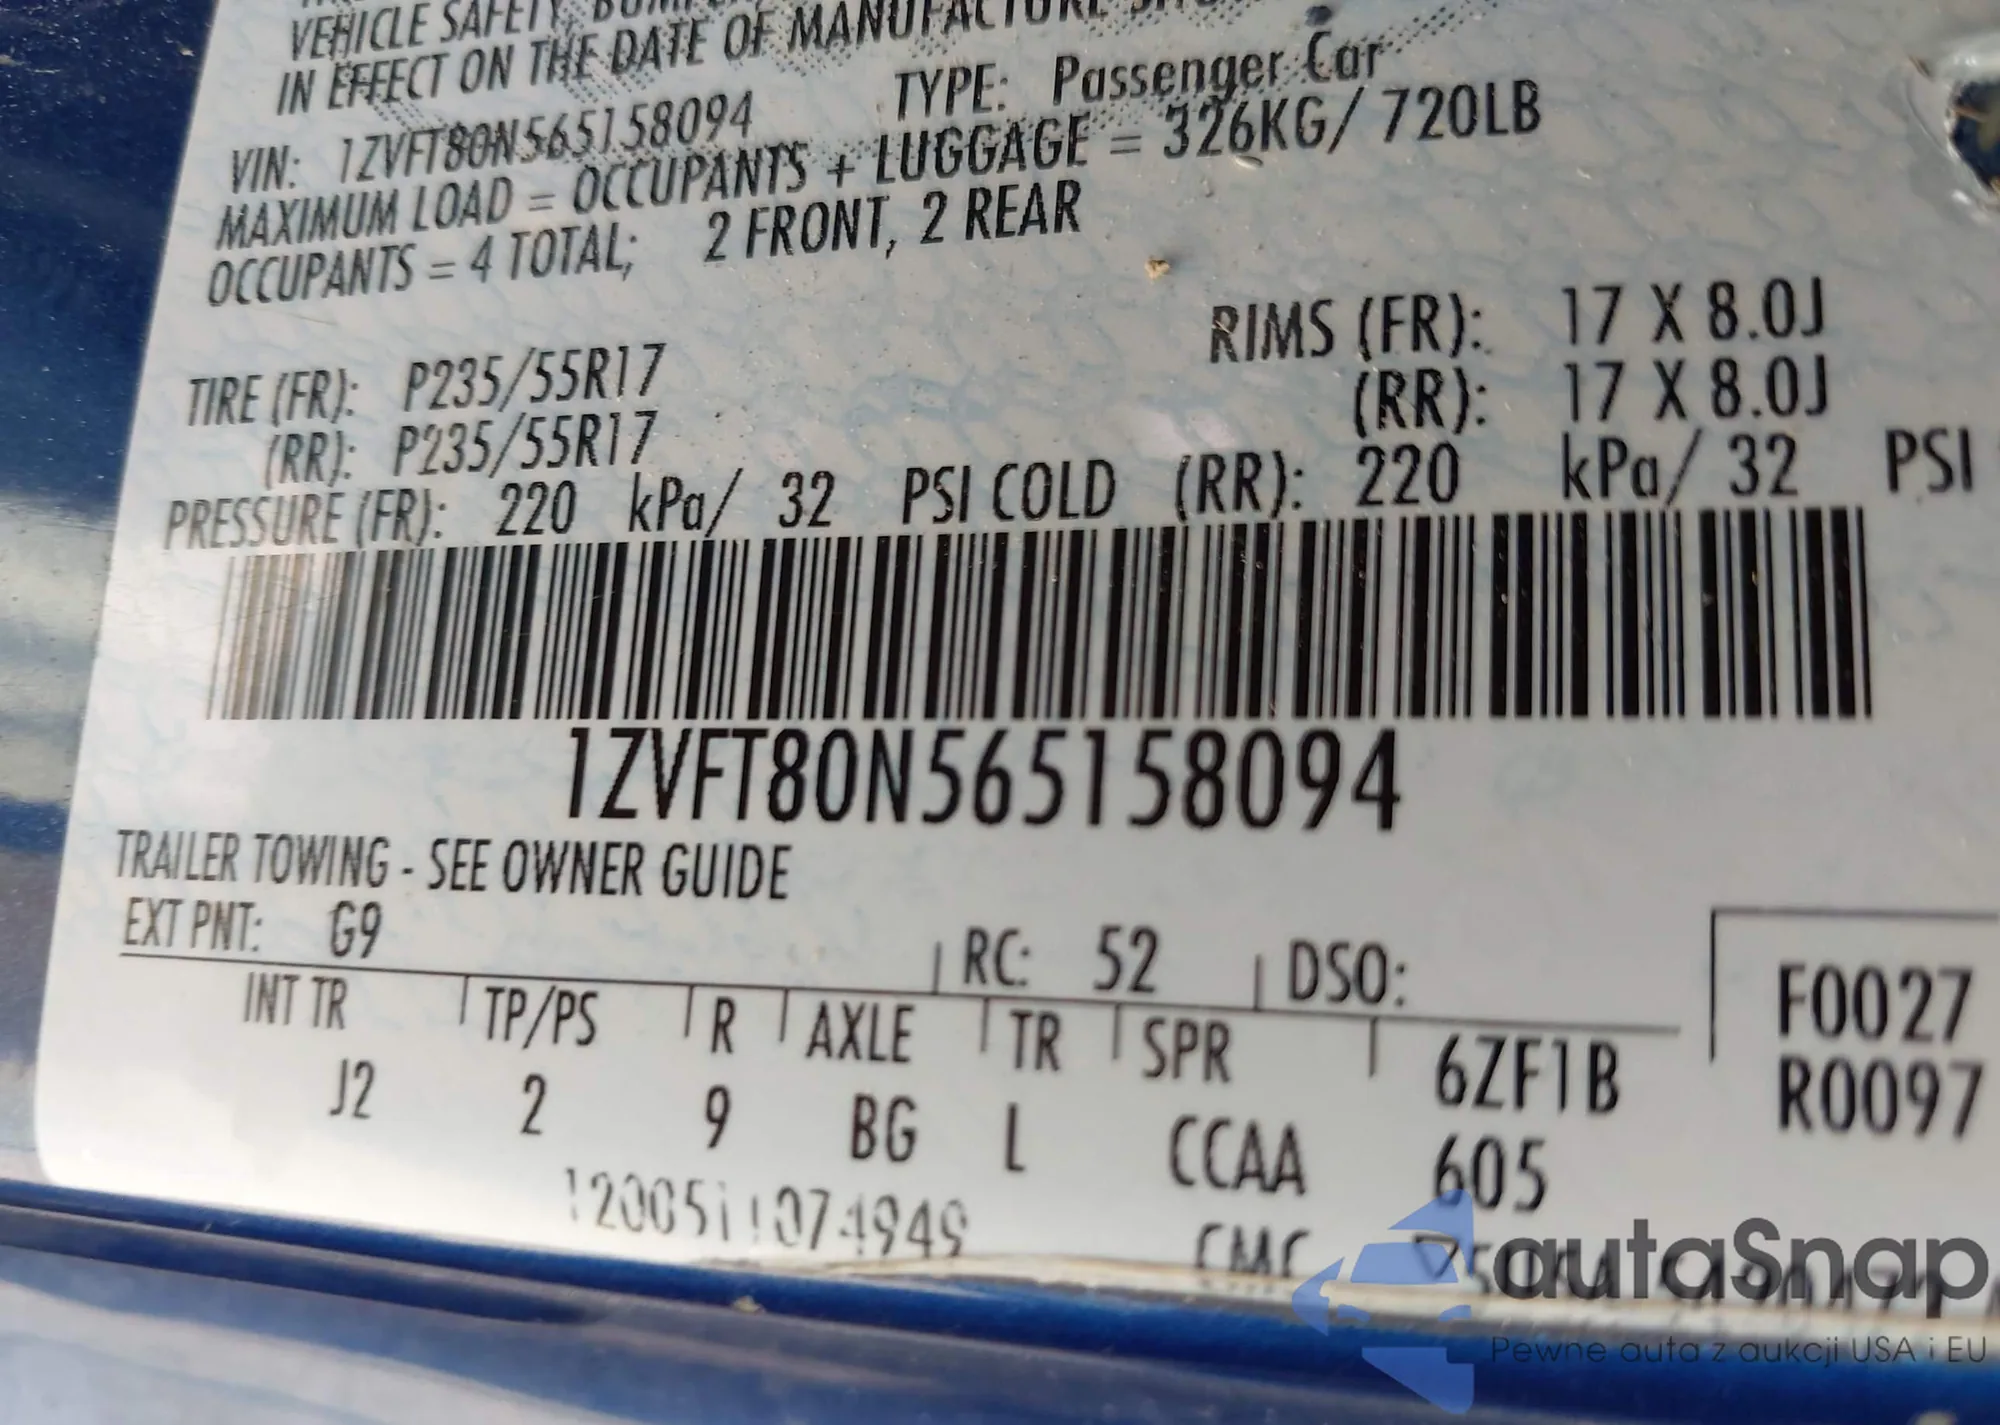 VEHICLE SAFETY,
IN EFFECT ON THE DATE OF MANUFACTURE
VIN: 1ZVFT80N565158094 TYPE: Passenger Car
MAXIMUM LOAD = OCCUPANTS + LUGGAGE = 326KG/ 720LB
OCCUPANTS = 4 TOTAL; 2 FRONT, 2 REAR
TIRE (FR): P235/55R17 RIMS (FR): 17 X 8.0J
(RR): P235/55R17 (RR): 17 X 8.0J
PRESSURE (FR): 220 kPa/ 32 PSI COLD (RR): 220 kPa/ 32 PSI
1ZVFT80N565158094
TRAILER TOWING - SEE OWNER GUIDE
EXT PNT: G9 RC: 52 DSO: F0027
INT TR TP/PS R AXLE TR SPR 6ZF1B R0097
J2 2 9 BG L CCAA 605
autaSnap
Pewne auta z aukcji USA i EU